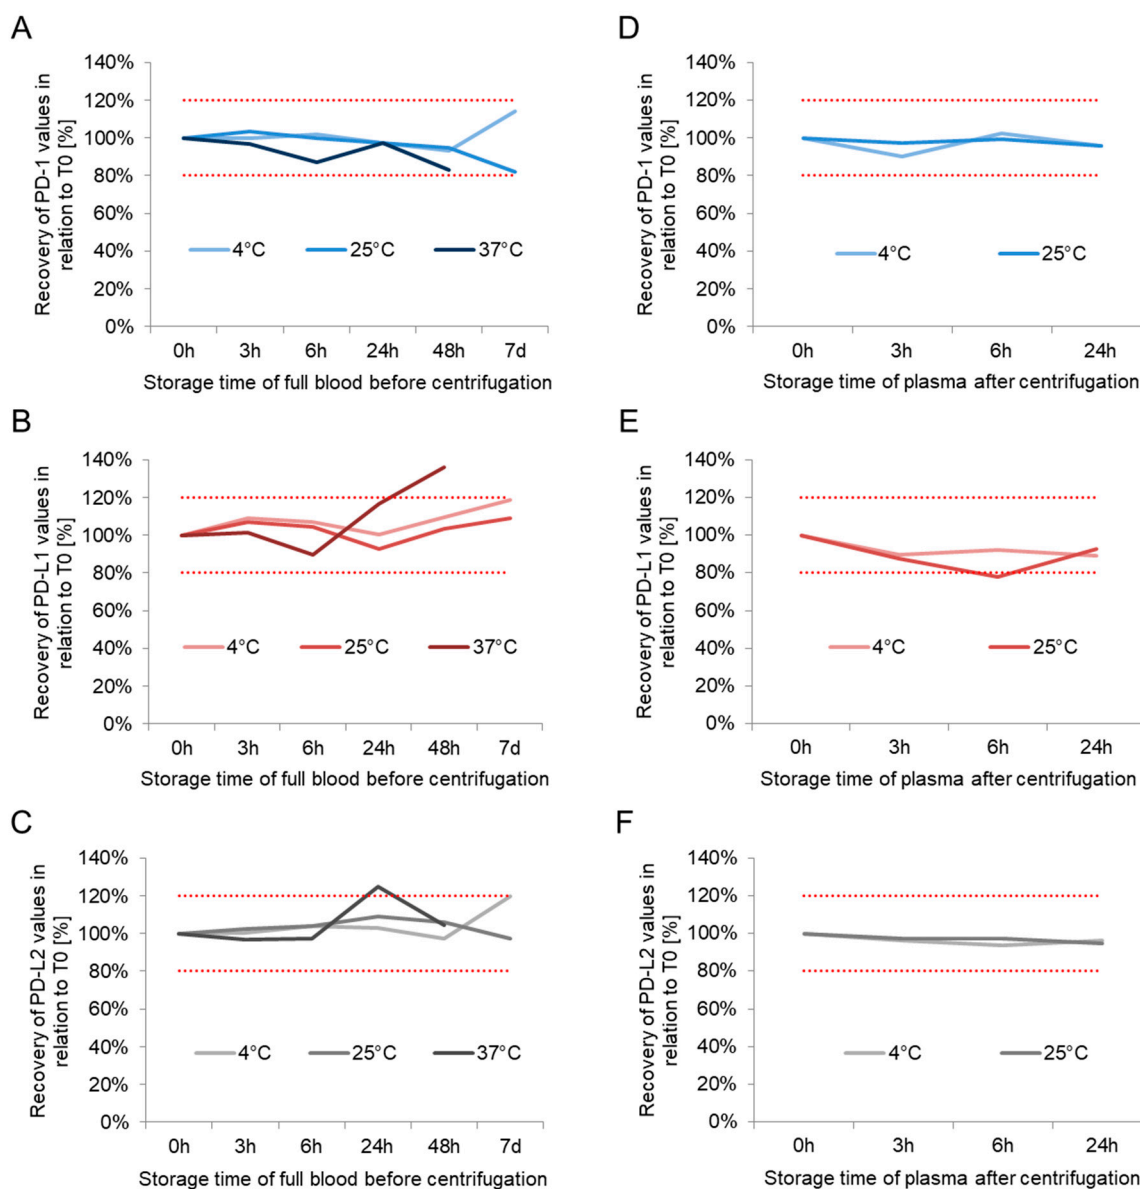 A
Recovery of PD-1 values in
relation to T0 [%]
140%
120%
100%
80%
60%
40%
20%
0%
4°C 25°C 37°C
0h 3h 6h 24h 48h 7d
Storage time of full blood before centrifugation
D
Recovery of PD-1 values in
relation to T0 [%]
140%
120%
100%
80%
60%
40%
20%
0%
4°C 25°C
0h 3h 6h 24h
Storage time of plasma after centrifugation
B
Recovery of PD-L1 values in
relation to T0 [%]
140%
120%
100%
80%
60%
40%
20%
0%
4°C 25°C 37°C
0h 3h 6h 24h 48h 7d
Storage time of full blood before centrifugation
E
Recovery of PD-L1 values in
relation to T0 [%]
140%
120%
100%
80%
60%
40%
20%
0%
4°C 25°C
0h 3h 6h 24h
Storage time of plasma after centrifugation
C
Recovery of PD-L2 values in
relation to T0 [%]
140%
120%
100%
80%
60%
40%
20%
0%
4°C 25°C 37°C
0h 3h 6h 24h 48h 7d
Storage time of full blood before centrifugation
F
Recovery of PD-L2 values in
relation to T0 [%]
140%
120%
100%
80%
60%
40%
20%
0%
4°C 25°C
0h 3h 6h 24h
Storage time of plasma after centrifugation